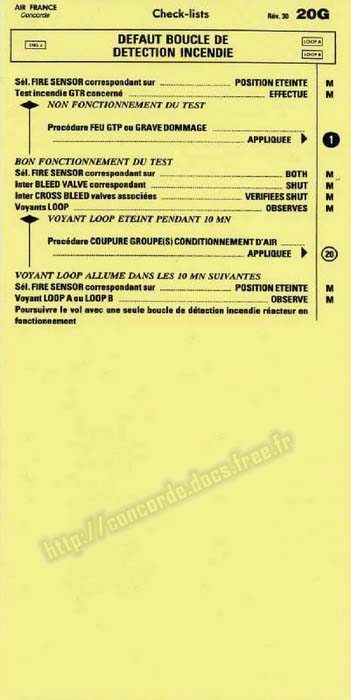 AIR FRANCE
Concorde
Check-lists
Rév. 30 20G
DEFAUT BOUCLE DE
DETECTION INCENDIE
LOOP A
LOOP B
Sél. FIRE SENSOR correspondant sur ........ POSITION ETEINTE M
Test incendie GTR concerné ........ EFFECTUE M
NON FONCTIONNEMENT DU TEST
Procédure FEU GTP ou GRAVE DOMMAGE ........
........ APPLIQUEE 1
BON FONCTIONNEMENT DU TEST
Sél. FIRE SENSOR correspondant sur ........ BOTH M
Inter BLEED VALVE correspondant ........ SHUT M
Inter CROSS BLEED valves associées ........ VERIFIEES SHUT M
Voyants LOOP ........ OBSERVES M
VOYANT LOOP ETEINT PENDANT 10 MN
Procédure COUPURE GROUPE(S) CONDITIONNEMENT D'AIR ........
........ APPLIQUEE 20
VOYANT LOOP ALLUME DANS LES 10 MN SUIVANTES
Sél. FIRE SENSOR correspondant sur ........ POSITION ETEINTE M
Voyant LOOP A ou LOOP B ........ OBSERVE M
Poursuivre le vol avec une seule boucle de détection incendie réacteur en
fonctionnement
http://concorde.docs.free.fr